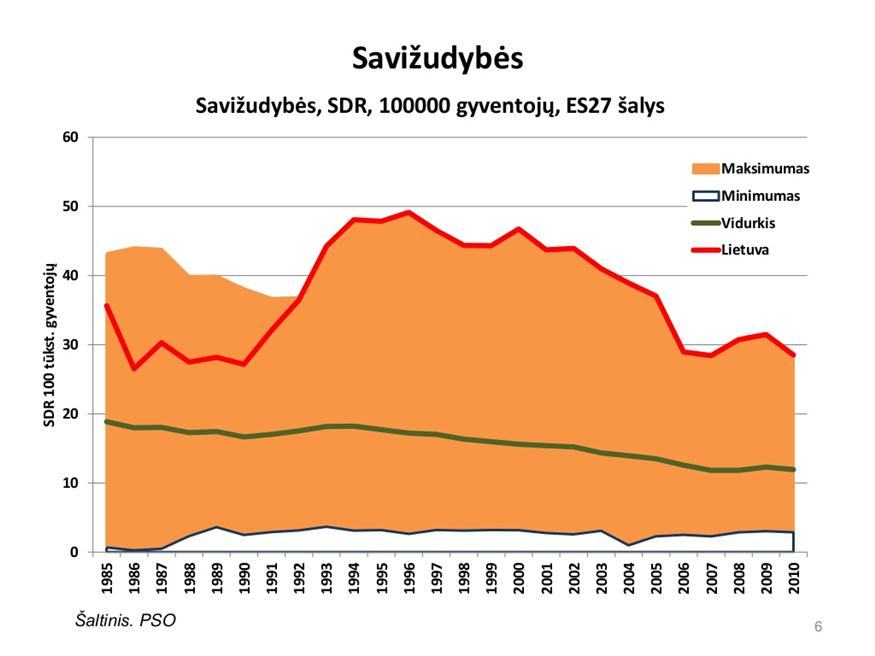 Savižudybės
Savižudybės, SDR, 100000 gyventojų, ES27 šalys
SDR 100 tūkst. gyventojų
60
50
40
30
20
10
0
Maksimumas
Minimumas
Vidurkis
Lietuva
1985 1986 1987 1988 1989 1990 1991 1992 1993 1994 1995 1996 1997 1998 1999 2000 2001 2002 2003 2004 2005 2006 2007 2008 2009 2010
Šaltinis. PSO
6